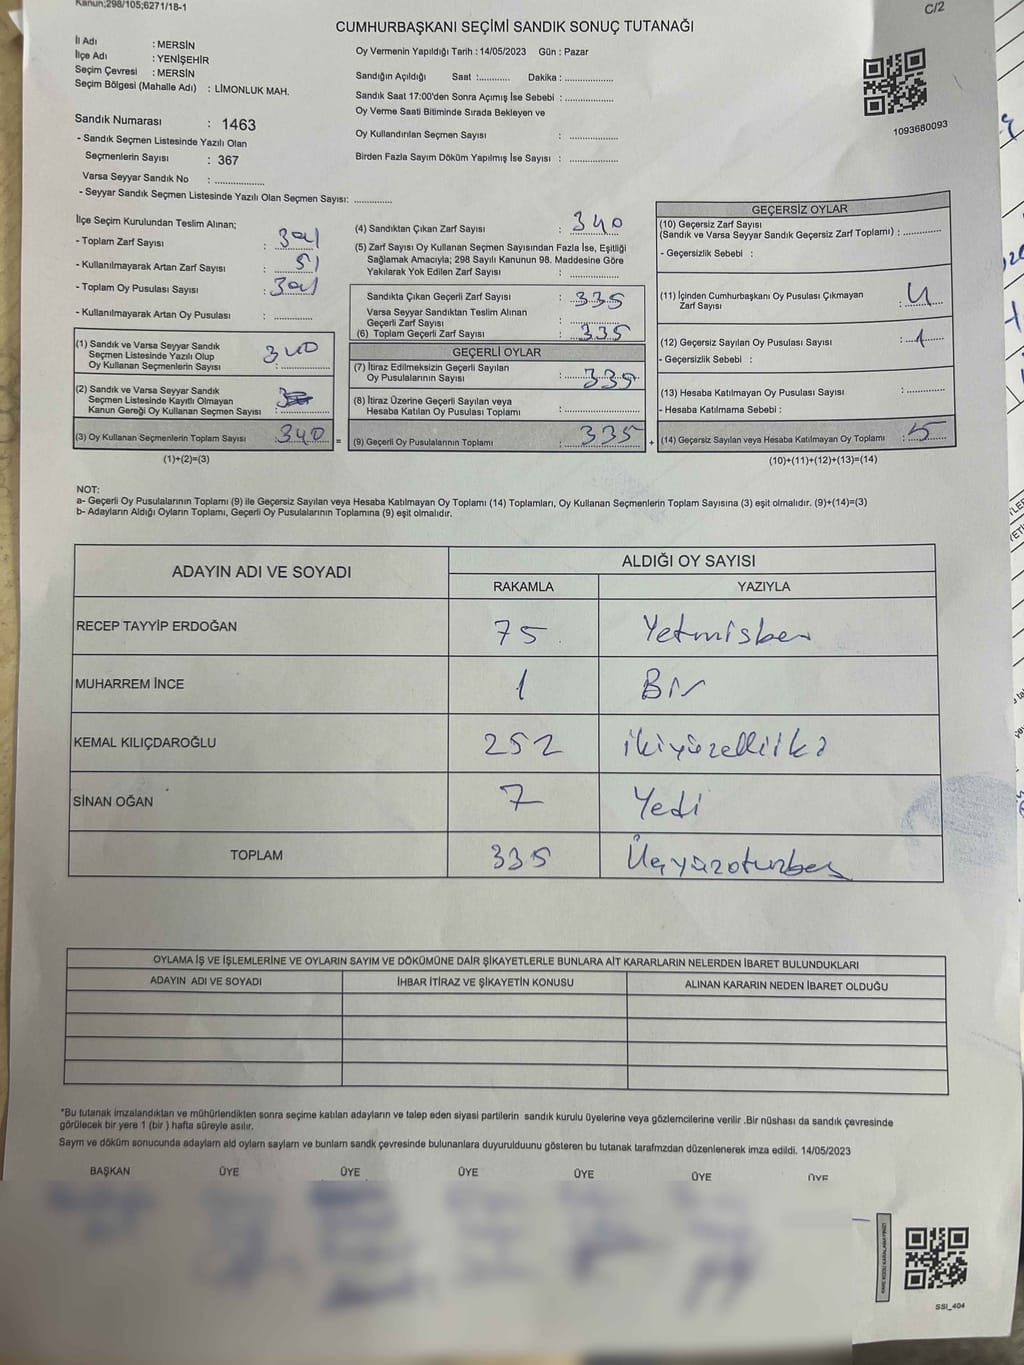 Kanun;298/105;6271/18-1
C/2
CUMHURBAŞKANI SEÇİMİ SANDIK SONUÇ TUTANAĞI
İl Adı : MERSİN
İlçe Adı : YENİŞEHİR
Seçim Çevresi : MERSİN
Seçim Bölgesi (Mahalle Adı) : LİMONLUK MAH.
Sandık Numarası : 1463
- Sandık Seçmen Listesinde Yazılı Olan
Seçmenlerin Sayısı : 367
Varsa Seyyar Sandık No : ..................
- Seyyar Sandık Seçmen Listesinde Yazılı Olan Seçmen Sayısı: ..............
Oy Vermenin Yapıldığı Tarih : 14/05/2023 Gün : Pazar
Sandığın Açıldığı Saat :............ Dakika : ..................
Sandık Saat 17:00'den Sonra Açımış İse Sebebi : ..................
Oy Verme Saati Bitiminde Sırada Bekleyen ve
Oy Kullandırılan Seçmen Sayısı : ..................
Birden Fazla Sayım Döküm Yapılmış İse Sayısı : ..................
1093680093
İlçe Seçim Kurulundan Teslim Alınan;
- Toplam Zarf Sayısı :
- Kullanılmayarak Artan Zarf Sayısı : 51
- Toplam Oy Pusulası Sayısı :
- Kullanılmayarak Artan Oy Pusulası : ..............
(1) Sandık ve Varsa Seyyar Sandık
Seçmen Listesinde Yazılı Olup
Oy Kullanan Seçmenlerin Sayısı : 340
(2) Sandık ve Varsa Seyyar Sandık
Seçmen Listesinde Kayıtlı Olmayan
Kanun Gereği Oy Kullanan Seçmen Sayısı :
(3) Oy Kullanan Seçmenlerin Toplam Sayısı : 340 =
(1)+(2)=(3)
(4) Sandıktan Çıkan Zarf Sayısı : 340
(5) Zarf Sayısı Oy Kullanan Seçmen Sayısından Fazla İse, Eşitliği
Sağlamak Amacıyla; 298 Sayılı Kanunun 98. Maddesine Göre
Yakılarak Yok Edilen Zarf Sayısı : ..................
Sandıkta Çıkan Geçerli Zarf Sayısı : 335
Varsa Seyyar Sandıktan Teslim Alınan
Geçerli Zarf Sayısı : ..................
(6) Toplam Geçerli Zarf Sayısı : 335
GEÇERLİ OYLAR
(7) İtiraz Edilmeksizin Geçerli Sayılan
Oy Pusulalarının Sayısı : 335
(8) İtiraz Üzerine Geçerli Sayılan veya
Hesaba Katılan Oy Pusulası Toplamı :..................
(9) Geçerli Oy Pusulalarının Toplamı : 335 +
GEÇERSİZ OYLAR
(10) Geçersiz Zarf Sayısı
(Sandık ve Varsa Seyyar Sandık Geçersiz Zarf Toplamı) : ..............
- Geçersizlik Sebebi :
(11) İçinden Cumhurbaşkanı Oy Pusulası Çıkmayan
Zarf Sayısı : 4
(12) Geçersiz Sayılan Oy Pusulası Sayısı : 1
- Geçersizlik Sebebi :
(13) Hesaba Katılmayan Oy Pusulası Sayısı : ..............
- Hesaba Katılmama Sebebi :
(14) Geçersiz Sayılan veya Hesaba Katılmayan Oy Toplamı : 5
(10)+(11)+(12)+(13)=(14)
NOT:
a- Geçerli Oy Pusulalarının Toplamı (9) ile Geçersiz Sayılan veya Hesaba Katılmayan Oy Toplamı (14) Toplamları, Oy Kullanan Seçmenlerin Toplam Sayısına (3) eşit olmalıdır. (9)+(14)=(3)
b- Adayların Aldığı Oyların Toplamı, Geçerli Oy Pusulalarının Toplamına (9) eşit olmalıdır.
ADAYIN ADI VE SOYADI ALDIĞI OY SAYISI
RAKAMLA YAZIYLA
RECEP TAYYİP ERDOĞAN 75 Yetmisbeş
MUHARREM İNCE 1 Bir
KEMAL KILIÇDAROĞLU 252 ikiyüzelliiki
SİNAN OĞAN 7 Yedi
TOPLAM 335 Üçyüzotuzbeş
OYLAMA İŞ VE İŞLEMLERİNE VE OYLARIN SAYIM VE DÖKÜMÜNE DAİR ŞİKAYETLERLE BUNLARA AİT KARARLARIN NELERDEN İBARET BULUNDUKLARI
ADAYIN ADI VE SOYADI İHBAR İTİRAZ VE ŞİKAYETİN KONUSU ALINAN KARARIN NEDEN İBARET OLDUĞU
*Bu tutanak imzalandıktan ve mühürlendikten sonra seçime katılan adayların ve talep eden siyasi partilerin sandık kurulu üyelerine veya gözlemcilerine verilir .Bir nüshası da sandık çevresinde
görülecek bir yere 1 (bir ) hafta süreyle asılır.
Sayım ve döküm sonucunda adayların ald oyların sayların ve bunların sandk çevresinde bulunanlara duyurulduunu gösteren bu tutanak tarafmzdan düzenlenerek imza edildi. 14/05/2023
BAŞKAN ÜYE ÜYE ÜYE ÜYE ÜYE ÜYE
SSI_404